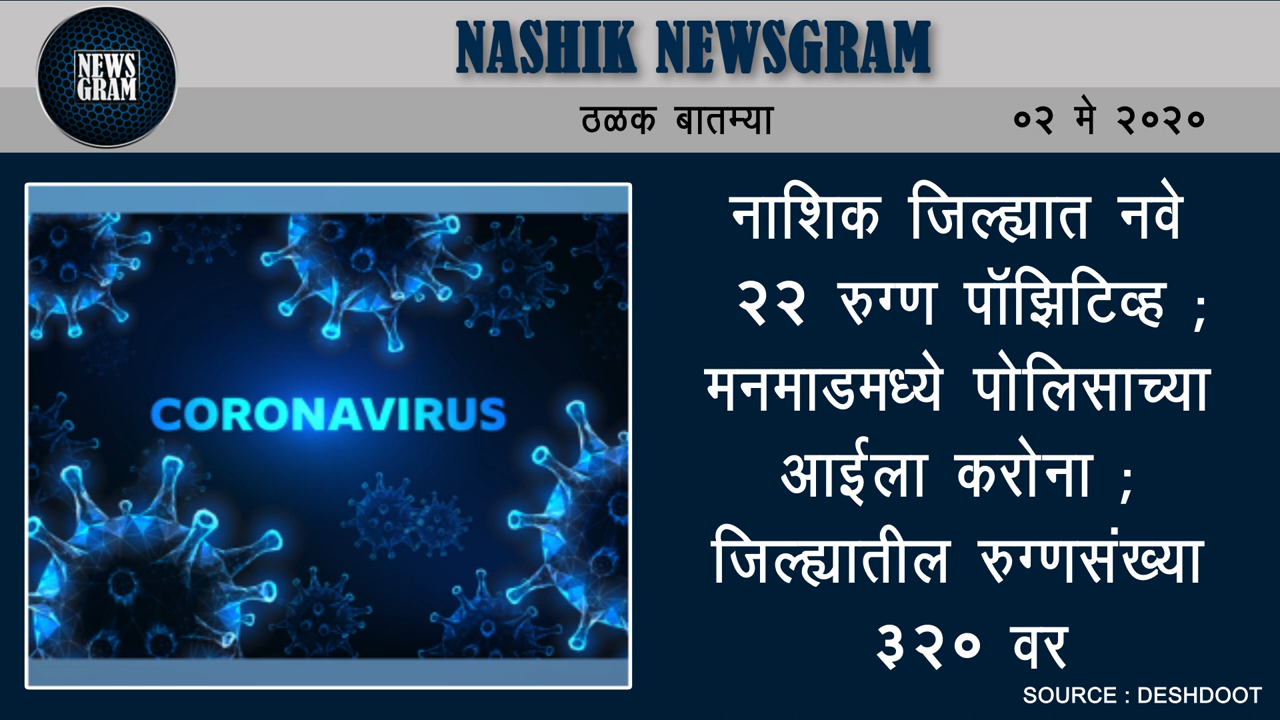 NEWS
GRAM
NASHIK NEWSGRAM
ठळक बातम्या
०२ मे २०२०
CORONAVIRUS
नाशिक जिल्ह्यात नवे
२२ रुग्ण पॉझिटिव्ह ;
मनमाडमध्ये पोलिसाच्या
आईला करोना ;
जिल्ह्यातील रुग्णसंख्या
३२० वर
SOURCE : DESHDOOT